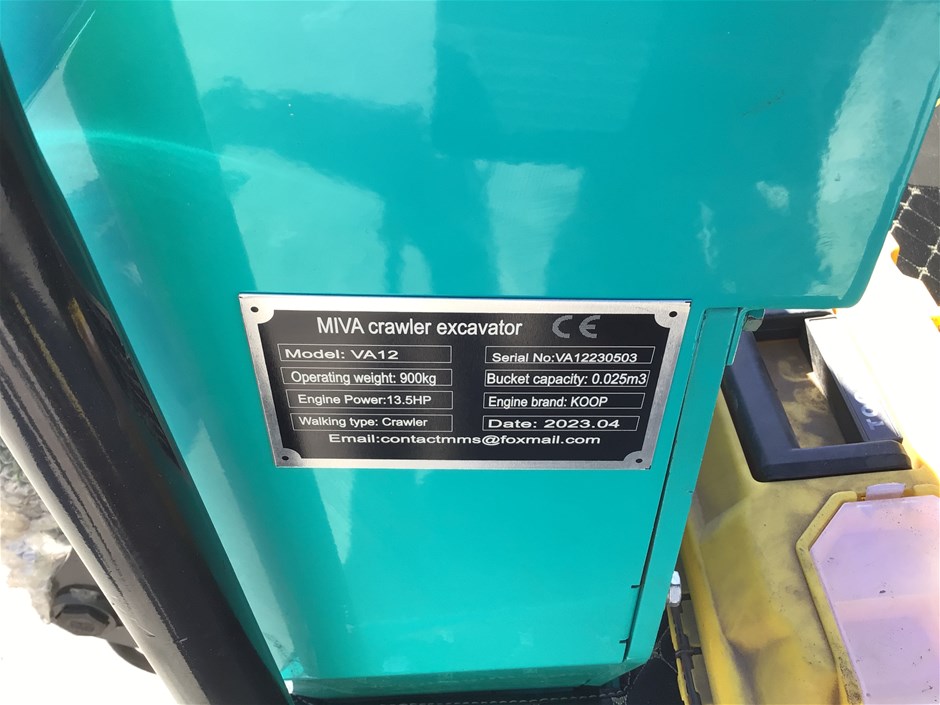 MIVA crawler excavator CE
Model: VA12
Serial No:VA12230503
Operating weight: 900kg
Bucket capacity: 0.025m3
Engine Power:13.5HP
Engine brand: KOOP
Walking type: Crawler
Date: 2023.04
Email:contactmms@foxmail.com